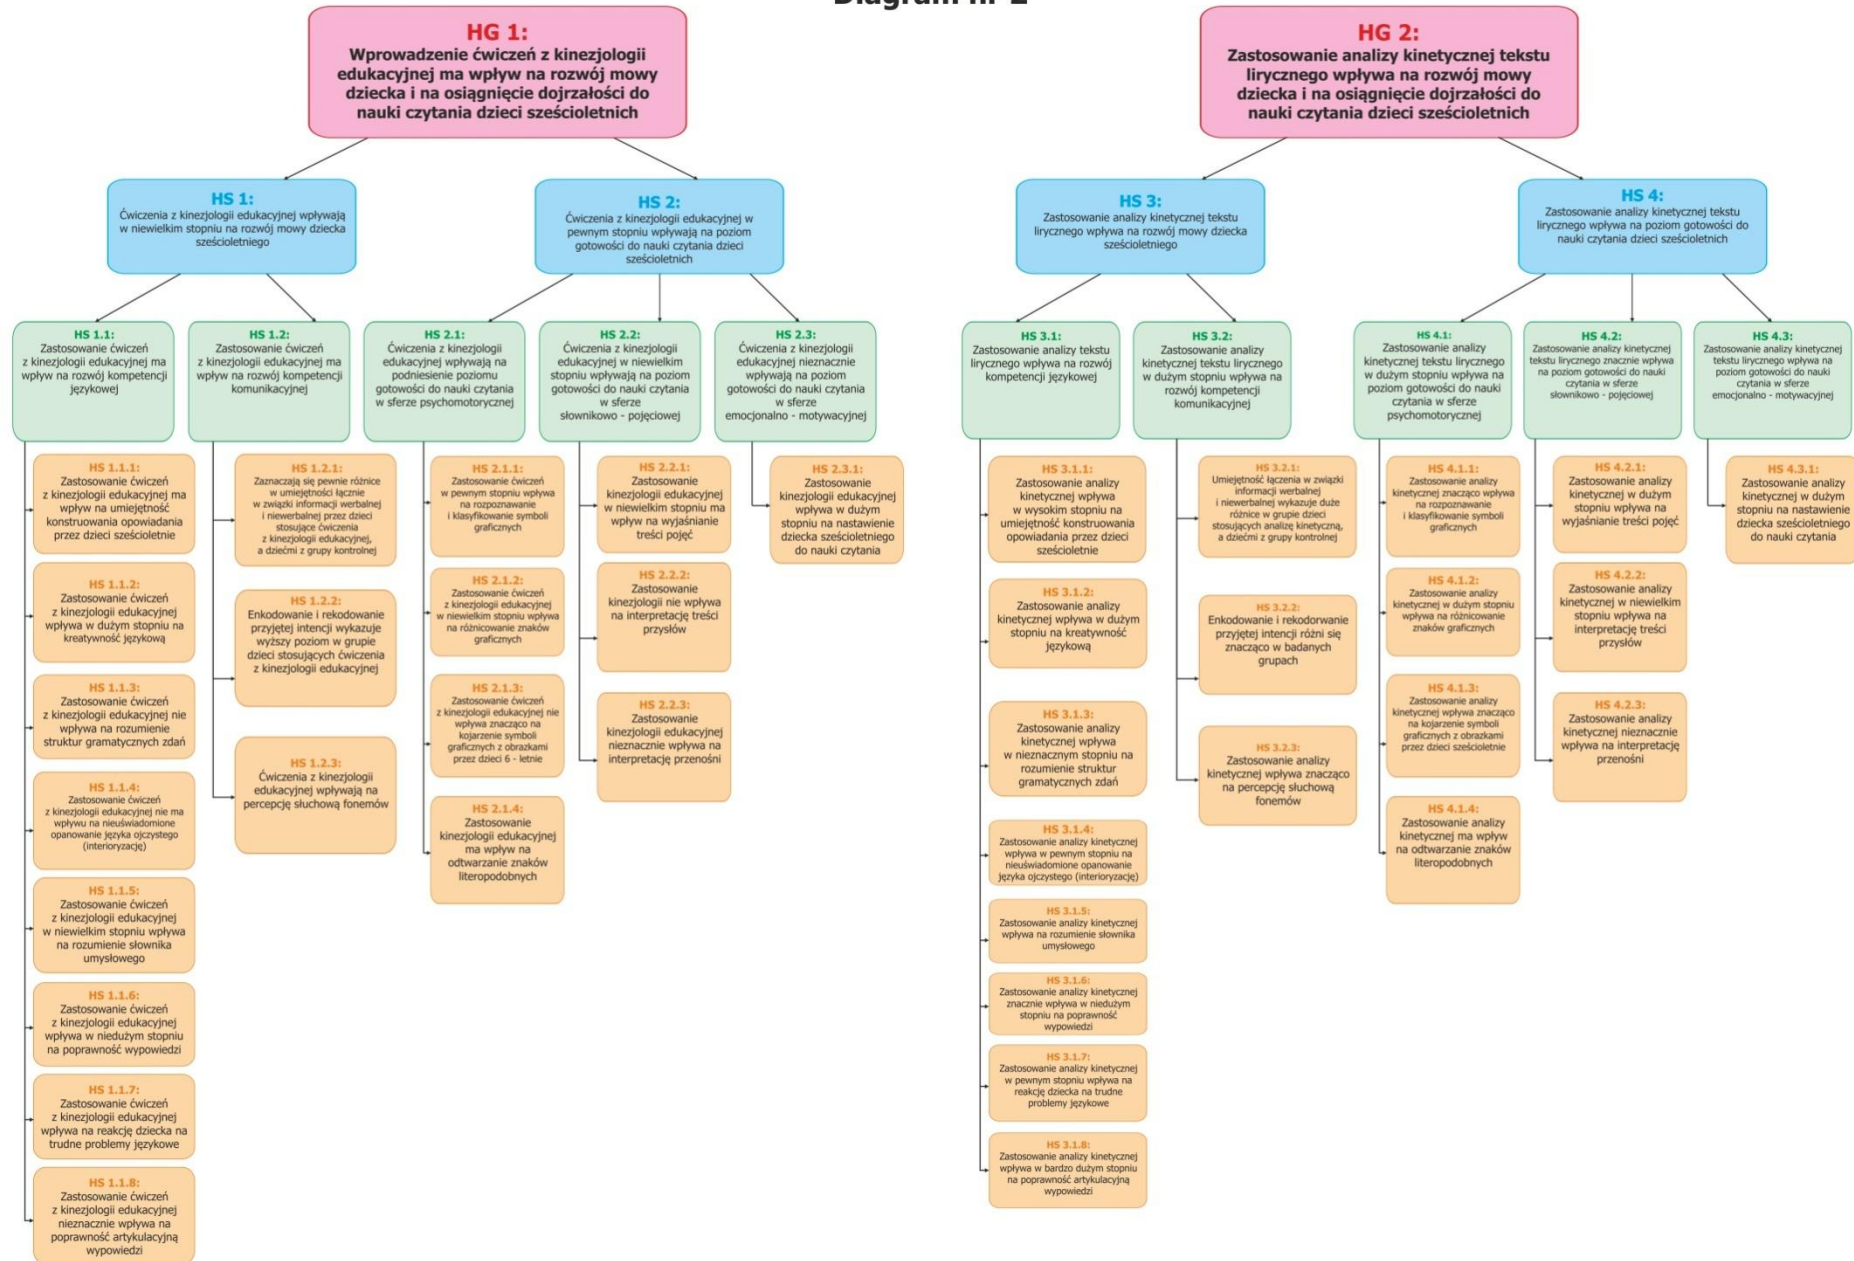 Diagram nr 2
HG 1:
Wprowadzenie ćwiczeń z kinezjologii
edukacyjnej ma wpływ na rozwój mowy
dziecka i na osiągnięcie dojrzałości do
nauki czytania dzieci sześcioletnich
HG 2:
Zastosowanie analizy kinetycznej tekstu
lirycznego wpływa na rozwój mowy
dziecka i na osiągnięcie dojrzałości do
nauki czytania dzieci sześcioletnich
HS 1:
Ćwiczenia z kinezjologii edukacyjnej wpływają
w niewielkim stopniu na rozwój mowy dziecka
sześcioletniego
HS 2:
Ćwiczenia z kinezjologii edukacyjnej w
pewnym stopniu wpływają na poziom
gotowości do nauki czytania dzieci
sześcioletnich
HS 3:
Zastosowanie analizy kinetycznej tekstu
lirycznego wpływa na rozwój mowy dziecka
sześcioletniego
HS 4:
Zastosowanie analizy kinetycznej tekstu
lirycznego wpływa na poziom gotowości do
nauki czytania dzieci sześcioletnich
HS 1.1:
Zastosowanie ćwiczeń
z kinezjologii edukacyjnej ma
wpływ na rozwój kompetencji
językowej
HS 1.2:
Zastosowanie ćwiczeń
z kinezjologii edukacyjnej ma
wpływ na rozwój kompetencji
komunikacyjnej
HS 2.1:
Ćwiczenia z kinezjologii
edukacyjnej wpływają na
podniesienie poziomu
gotowości do nauki czytania
w sferze psychomotorycznej
HS 2.2:
Ćwiczenia z kinezjologii
edukacyjnej w niewielkim
stopniu wpływają na poziom
gotowości do nauki czytania
w sferze
słownikowo - pojęciowej
HS 2.3:
Ćwiczenia z kinezjologii
edukacyjnej nieznacznie
wpływają na poziom
gotowości do nauki czytania
w sferze
emocjonalno - motywacyjnej
HS 3.1:
Zastosowanie analizy tekstu
lirycznego wpływa na rozwój
kompetencji językowej
HS 3.2:
Zastosowanie analizy
kinetycznej tekstu lirycznego
w dużym stopniu wpływa na
rozwój kompetencji
komunikacyjnej
HS 4.1:
Zastosowanie analizy
kinetycznej tekstu lirycznego
w dużym stopniu wpływa na
poziom gotowości do nauki
czytania w sferze
psychomotorycznej
HS 4.2:
Zastosowanie analizy kinetycznej
tekstu lirycznego znacznie wpływa
na poziom gotowości do nauki
czytania w sferze
słownikowo - pojęciowej
HS 4.3:
Zastosowanie analizy kinetycznej
tekstu lirycznego wpływa na
poziom gotowości do nauki
czytania w sferze
emocjonalno - motywacyjnej
HS 1.1.1:
Zastosowanie ćwiczeń
z kinezjologii edukacyjnej ma
wpływ na umiejętność
konstruowania opowiadania
przez dzieci sześcioletnie
HS 1.1.2:
Zastosowanie ćwiczeń
z kinezjologii edukacyjnej
wpływa w dużym stopniu na
kreatywność językową
HS 1.1.3:
Zastosowanie ćwiczeń
z kinezjologii edukacyjnej nie
wpływa na rozumienie
struktur gramatycznych zdań
HS 1.1.4:
Zastosowanie ćwiczeń
z kinezjologii edukacyjnej nie ma
wpływu na nieuświadomione
opanowanie języka ojczystego
(interioryzację)
HS 1.1.5:
Zastosowanie ćwiczeń
z kinezjologii edukacyjnej
w niewielkim stopniu wpływa
na rozumienie słownika
umysłowego
HS 1.1.6:
Zastosowanie ćwiczeń
z kinezjologii edukacyjnej
wpływa w niedużym stopniu
na poprawność wypowiedzi
HS 1.1.7:
Zastosowanie ćwiczeń
z kinezjologii edukacyjnej
wpływa na reakcję dziecka na
trudne problemy językowe
HS 1.1.8:
Zastosowanie ćwiczeń
z kinezjologii edukacyjnej
nieznacznie wpływa na
poprawność artykulacyjną
wypowiedzi
HS 1.2.1:
Zaznaczają się pewnie różnice
w umiejętności łącznie
w związki informacji werbalnej
i niewerbalnej przez dzieci
stosujące ćwiczenia
z kinezjologii edukacyjnej,
a dziećmi z grupy kontrolnej
HS 1.2.2:
Enkodowanie i rekodowanie
przyjętej intencji wykazuje
wyższy poziom w grupie
dzieci stosujących ćwiczenia
z kinezjologii edukacyjnej
HS 1.2.3:
Ćwiczenia z kinezjologii
edukacyjnej wpływają na
percepcję słuchową fonemów
HS 2.1.1:
Zastosowanie ćwiczeń
w pewnym stopniu wpływa
na rozpoznawanie
i klasyfikowanie symboli
graficznych
HS 2.1.2:
Zastosowanie ćwiczeń
z kinezjologii edukacyjnej
w niewielkim stopniu wpływa
na różnicowanie znaków
graficznych
HS 2.1.3:
Zastosowanie ćwiczeń
z kinezjologii edukacyjnej nie
wpływa znacząco na
kojarzenie symboli
graficznych z obrazkami
przez dzieci 6 - letnie
HS 2.1.4:
Zastosowanie
kinezjologii edukacyjnej
ma wpływ na
odtwarzanie znaków
literopodobnych
HS 2.2.1:
Zastosowanie
kinezjologii edukacyjnej
w niewielkim stopniu ma
wpływ na wyjaśnianie
treści pojęć
HS 2.2.2:
Zastosowanie
kinezjologii nie wpływa
na interpretację treści
przysłów
HS 2.2.3:
Zastosowanie
kinezjologii edukacyjnej
nieznacznie wpływa na
interpretację przenośni
HS 2.3.1:
Zastosowanie
kinezjologii edukacyjnej
wpływa w dużym
stopniu na nastawienie
dziecka sześcioletniego
do nauki czytania
HS 3.1.1:
Zastosowanie analizy
kinetycznej wpływa
w wysokim stopniu na
umiejętność konstruowania
opowiadania przez dzieci
sześcioletnie
HS 3.1.2:
Zastosowanie analizy
kinetycznej wpływa w dużym
stopniu na kreatywność
językową
HS 3.1.3:
Zastosowanie analizy
kinetycznej wpływa
w nieznacznym stopniu na
rozumienie struktur
gramatycznych zdań
HS 3.1.4:
Zastosowanie analizy kinetycznej
wpływa w pewnym stopniu na
nieuświadomione opanowanie
języka ojczystego (interioryzację)
HS 3.1.5:
Zastosowanie analizy kinetycznej
wpływa na rozumienie słownika
umysłowego
HS 3.1.6:
Zastosowanie analizy kinetycznej
znacznie wpływa w niedużym
stopniu na poprawność
wypowiedzi
HS 3.1.7:
Zastosowanie analizy kinetycznej
w pewnym stopniu wpływa na
reakcję dziecka na trudne
problemy językowe
HS 3.1.8:
Zastosowanie analizy kinetycznej
wpływa w bardzo dużym stopniu
na poprawność artykulacyjną
wypowiedzi
HS 3.2.1:
Umiejętność łączenia w związki
informacji werbalnej
i niewerbalnej wykazuje duże
różnice w grupie dzieci
stosujących analizę kinetyczną,
a dziećmi z grupy kontrolnej
HS 3.2.2:
Enkodowanie i rekodorwanie
przyjętej intencji różni się
znacząco w badanych
grupach
HS 3.2.3:
Zastosowanie analizy
kinetycznej wpływa znacząco
na percepcję słuchową
fonemów
HS 4.1.1:
Zastosowanie analizy
kinetycznej znacząco wpływa
na rozpoznawanie
i klasyfikowanie symboli
graficznych
HS 4.1.2:
Zastosowanie analizy
kinetycznej w dużym stopniu
wpływa na różnicowanie
znaków graficznych
HS 4.1.3:
Zastosowanie analizy
kinetycznej wpływa znacząco
na kojarzenie symboli
graficznych z obrazkami
przez dzieci sześcioletnie
HS 4.1.4:
Zastosowanie analizy
kinetycznej ma wpływ
na odtwarzanie znaków
literopodobnych
HS 4.2.1:
Zastosowanie analizy
kinetycznej w dużym
stopniu wpływa na
wyjaśnianie treści pojęć
HS 4.2.2:
Zastosowanie analizy
kinetycznej w niewielkim
stopniu wpływa na
interpretację treści
przysłów
HS 4.2.3:
Zastosowanie analizy
kinetycznej nieznacznie
wpływa na interpretację
przenośni
HS 4.3.1:
Zastosowanie analizy
kinetycznej w dużym
stopniu na nastawienie
dziecka sześcioletniego
do nauki czytania